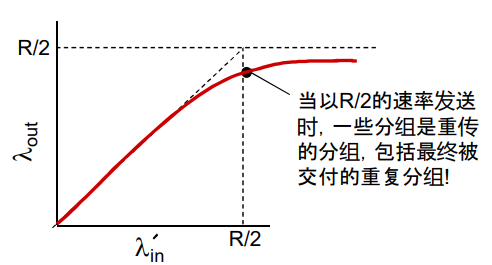 R/2
λout
当以R/2的速率发送
时, 一些分组是重传
的分组, 包括最终被
交付的重复分组!
λ´in
R/2